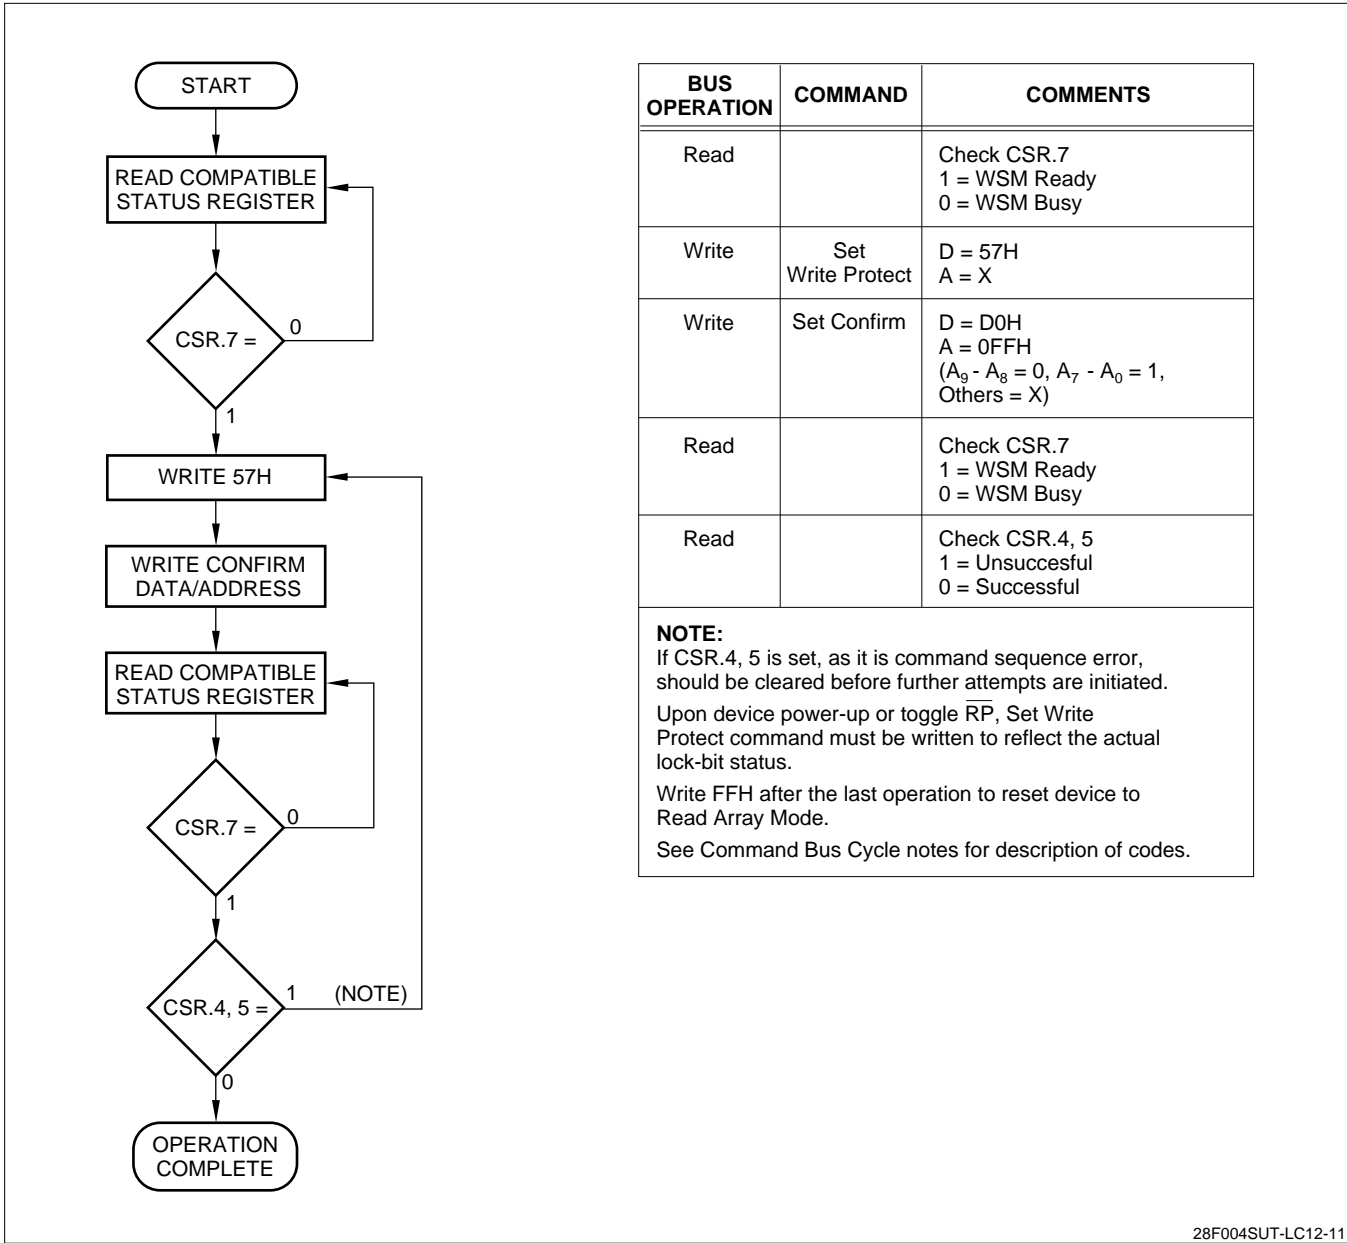 START
READ COMPATIBLE
STATUS REGISTER
CSR.7 =
0
1
WRITE 57H
WRITE CONFIRM
DATA/ADDRESS
READ COMPATIBLE
STATUS REGISTER
CSR.7 =
0
1
CSR.4, 5 =
1 (NOTE)
0
OPERATION
COMPLETE
BUS
OPERATION
COMMAND
COMMENTS
Read
Check CSR.7
1 = WSM Ready
0 = WSM Busy
Write
Set
Write Protect
D = 57H
A = X
Write
Set Confirm
D = D0H
A = 0FFH
(A₉ - A₈ = 0, A₇ - A₀ = 1,
Others = X)
Read
Check CSR.7
1 = WSM Ready
0 = WSM Busy
Read
Check CSR.4, 5
1 = Unsuccesful
0 = Successful
NOTE:
If CSR.4, 5 is set, as it is command sequence error,
should be cleared before further attempts are initiated.
Upon device power-up or toggle R̅P̅, Set Write
Protect command must be written to reflect the actual
lock-bit status.
Write FFH after the last operation to reset device to
Read Array Mode.
See Command Bus Cycle notes for description of codes.
28F004SUT-LC12-11